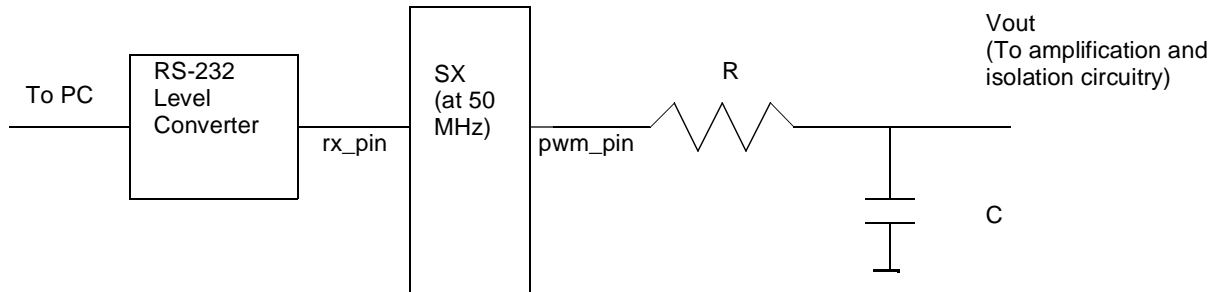 Vout
(To amplification and
isolation circuitry)
To PC
RS-232
Level
Converter
rx_pin
SX
(at 50
MHz)
pwm_pin
R
C